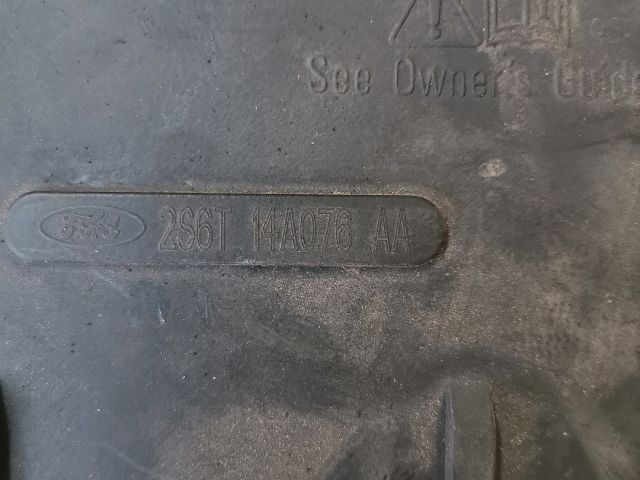 See Owner's Guide
Ford 2S6T 14A076 AA